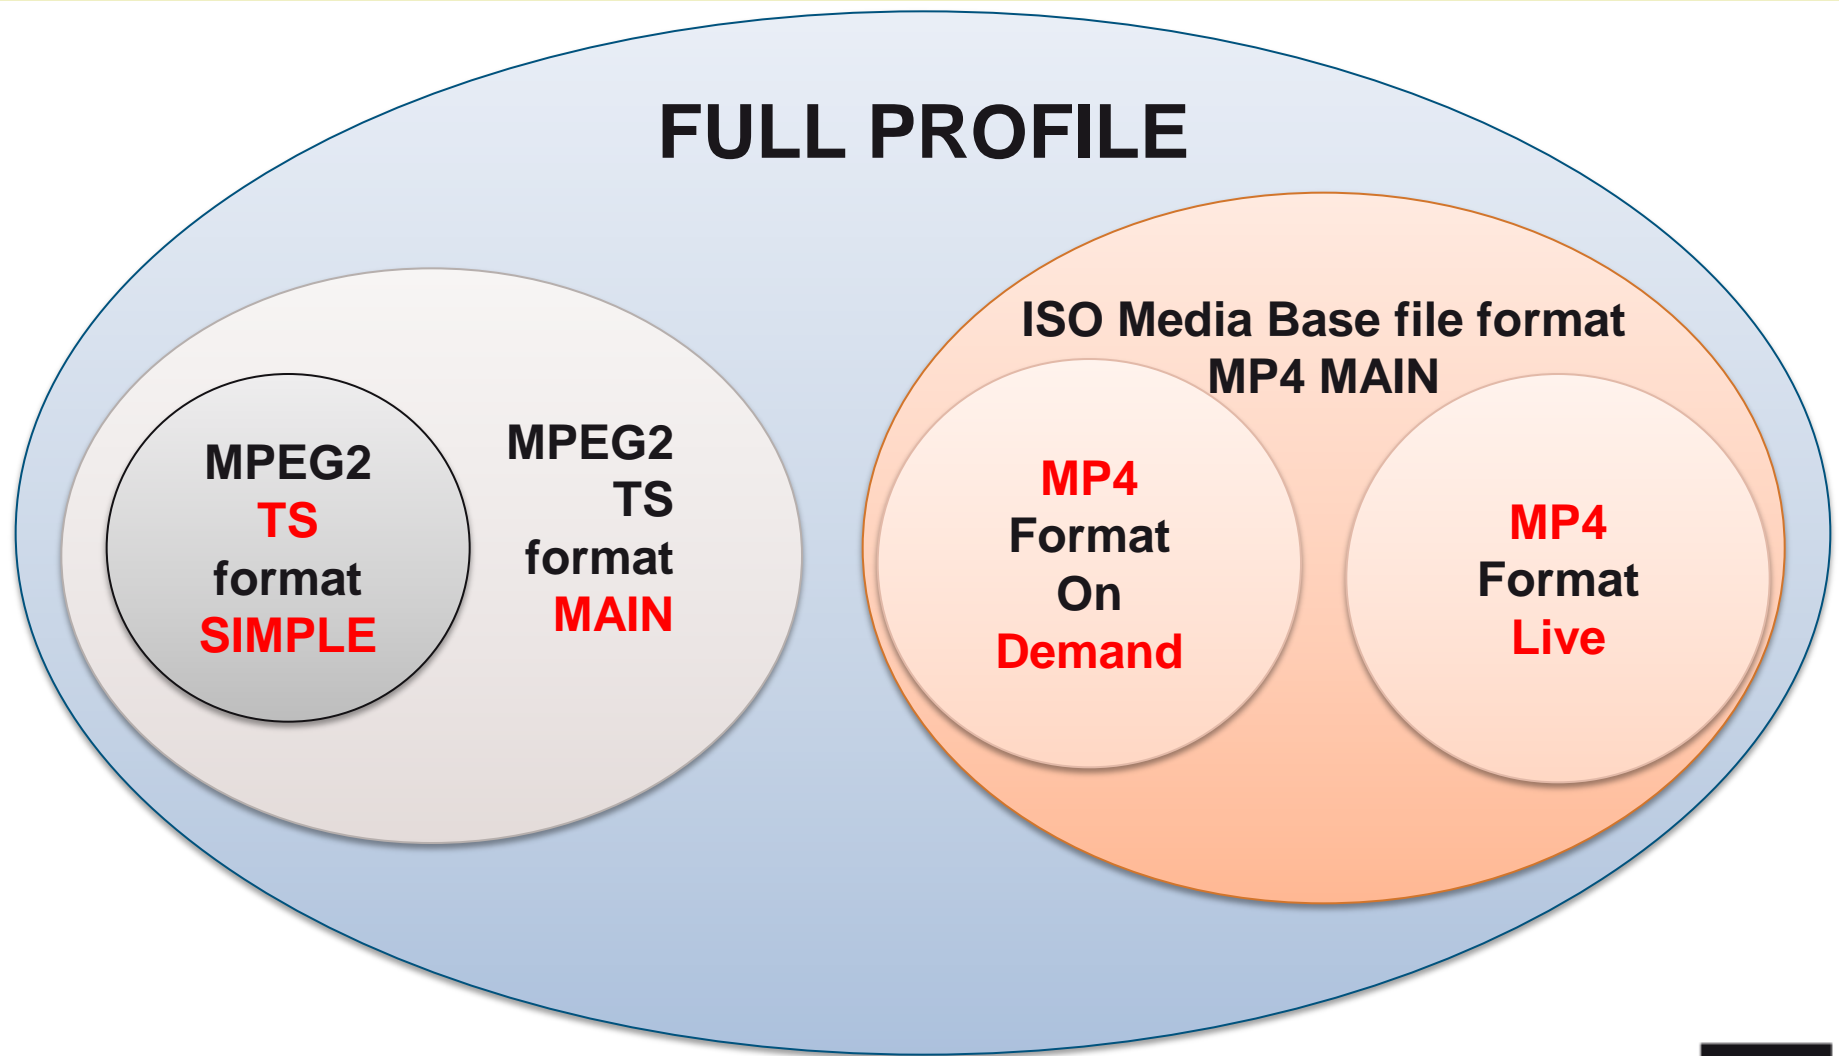 FULL PROFILE
MPEG2
TS
format
SIMPLE
MPEG2
TS
format
MAIN
ISO Media Base file format
MP4 MAIN
MP4
Format
On
Demand
MP4
Format
Live